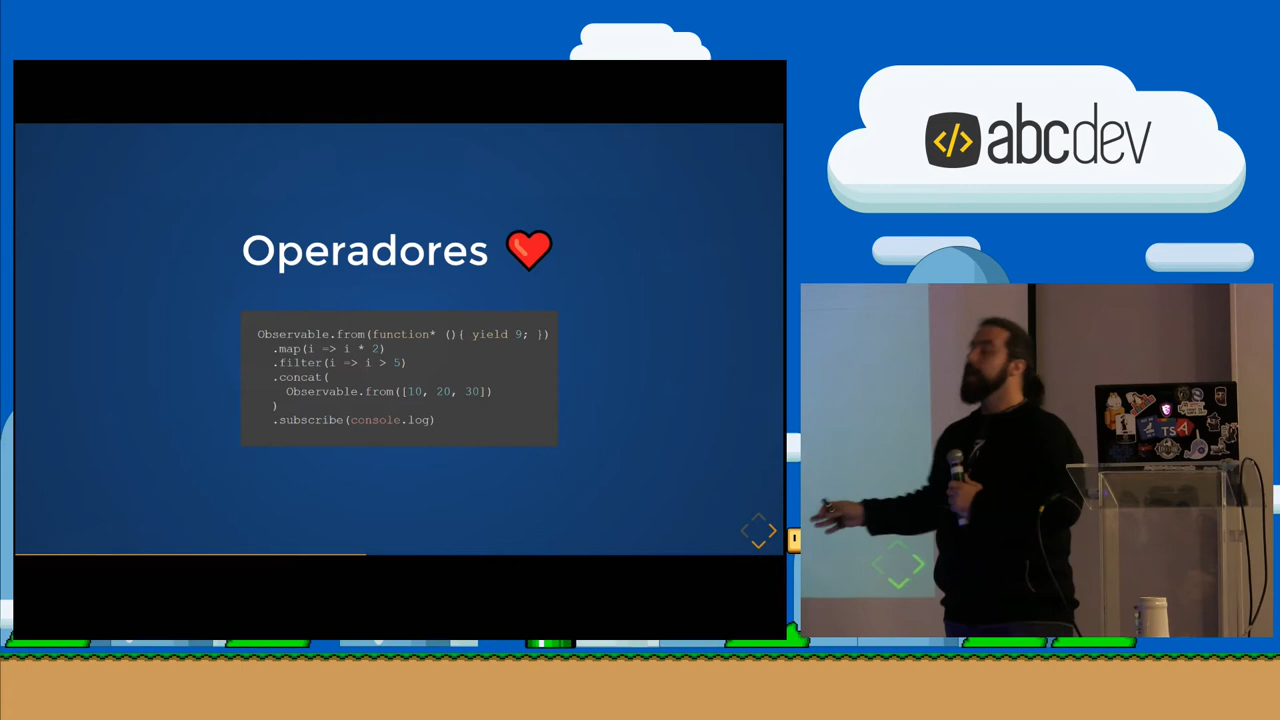 Operadores
Observable.from(function* (){ yield 9; })
.map(i => i * 2)
.filter(i => i > 5)
.concat(
Observable.from([10, 20, 30])
)
.subscribe(console.log)
</> abcdev
TSA